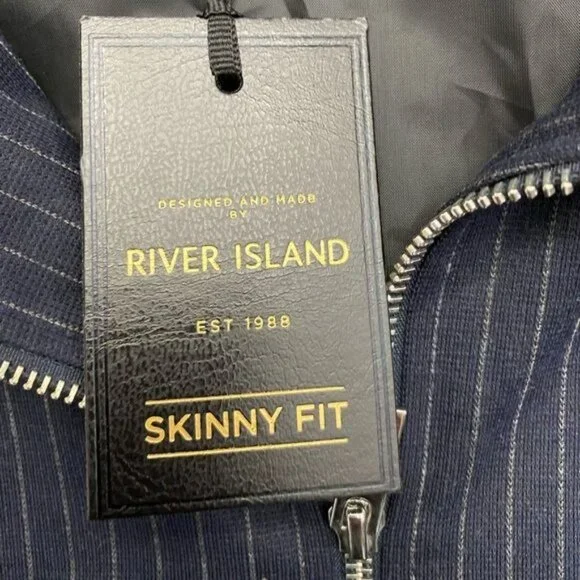 DESIGNED AND MADE
BY
RIVER ISLAND
EST 1988
SKINNY FIT